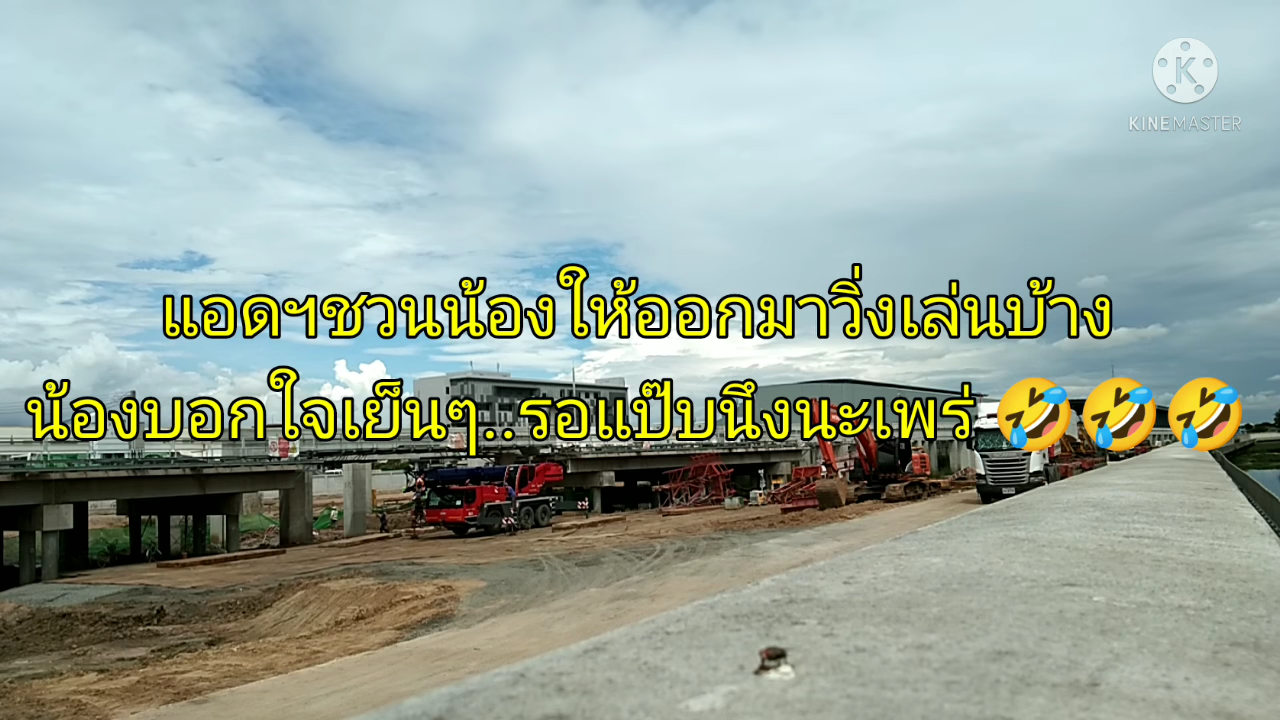 KINEMASTER
แอดฯชวนน้องให้ออกมาวิ่งเล่นบ้าง
น้องบอกใจเย็นๆ..รอแป๊บนึงนะเพร่ 🤣🤣🤣